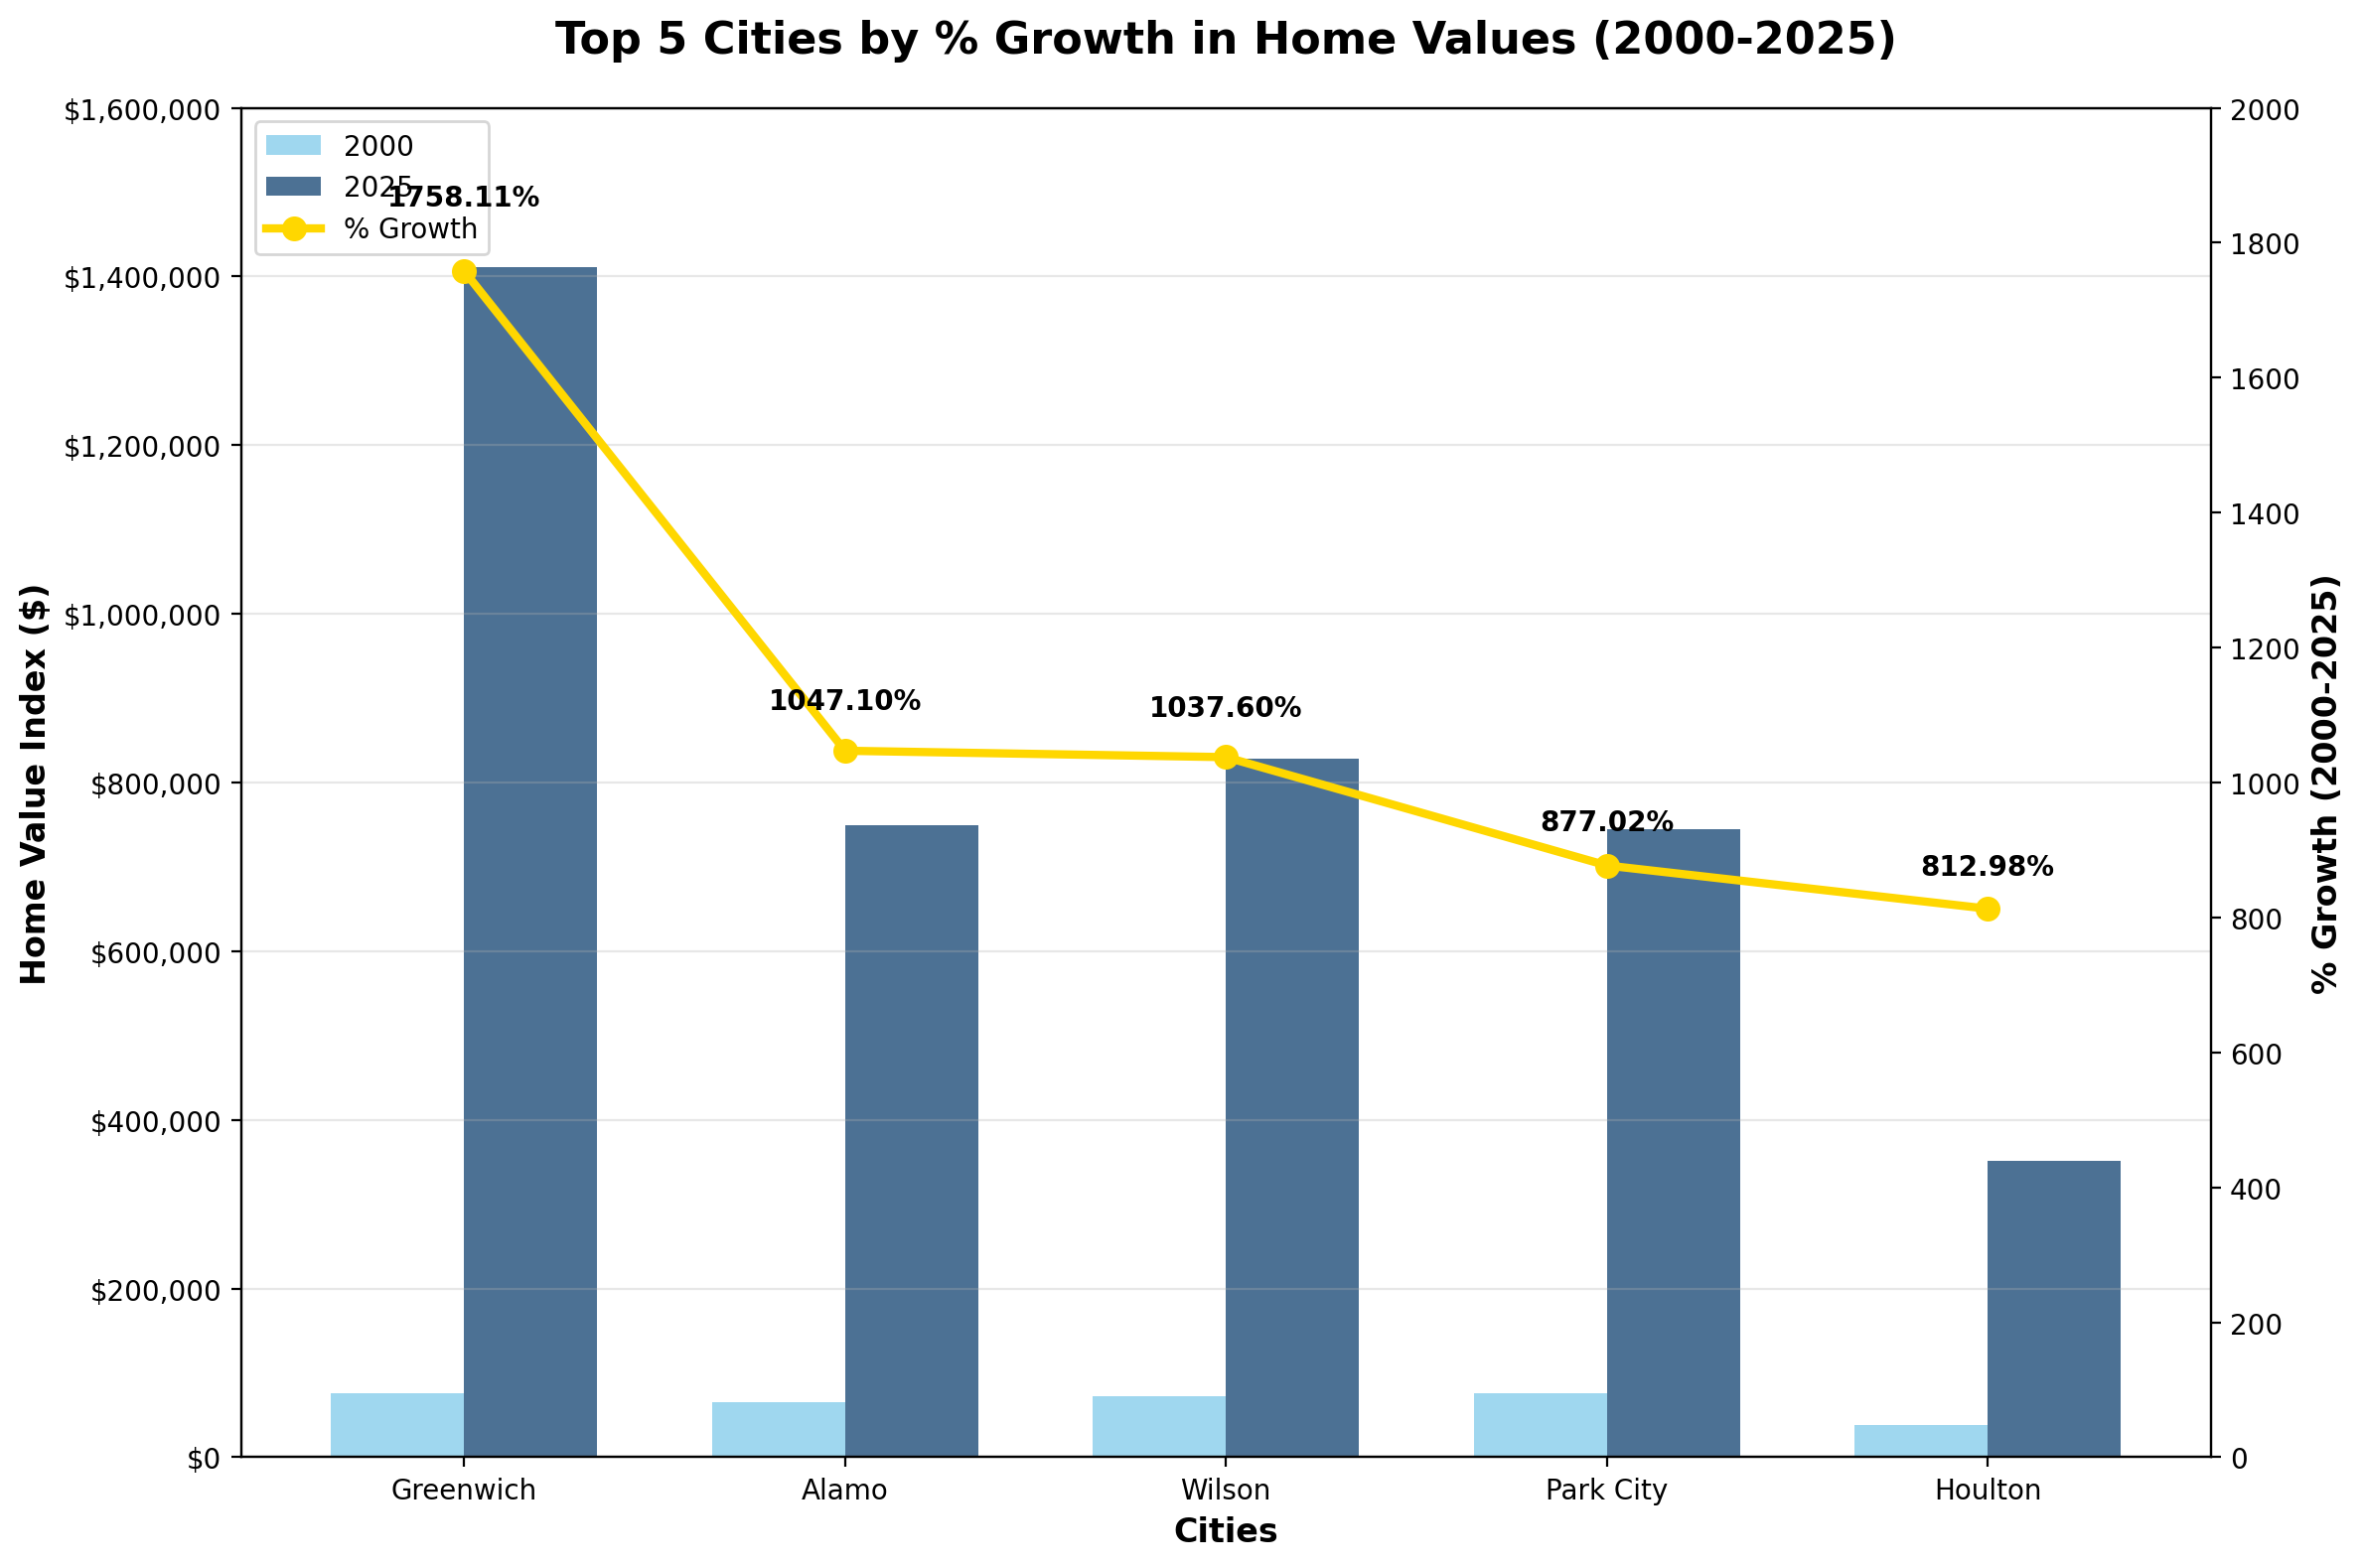 Top 5 Cities by % Growth in Home Values (2000-2025)
$1,600,000
$1,400,000
$1,200,000
$1,000,000
$800,000
$600,000
$400,000
$200,000
$0
Home Value Index ($)
2000
2025
% Growth
1758.11%
1047.10%
1037.60%
877.02%
812.98%
2000
1800
1600
1400
1200
1000
800
600
400
200
0
% Growth (2000-2025)
Greenwich
Alamo
Wilson
Park City
Houlton
Cities